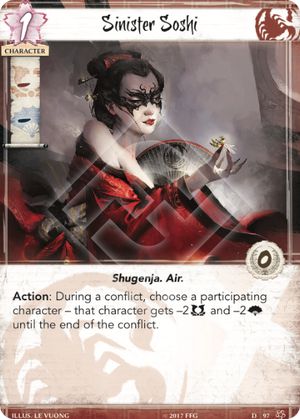 1
Sinister Soshi
CHARACTER
0
Shugenja. Air.
Action: During a conflict, choose a participating
character – that character gets –2 and –2
until the end of the conflict.
ILLUS. LE VUONG
© 2017 FFG
D 97